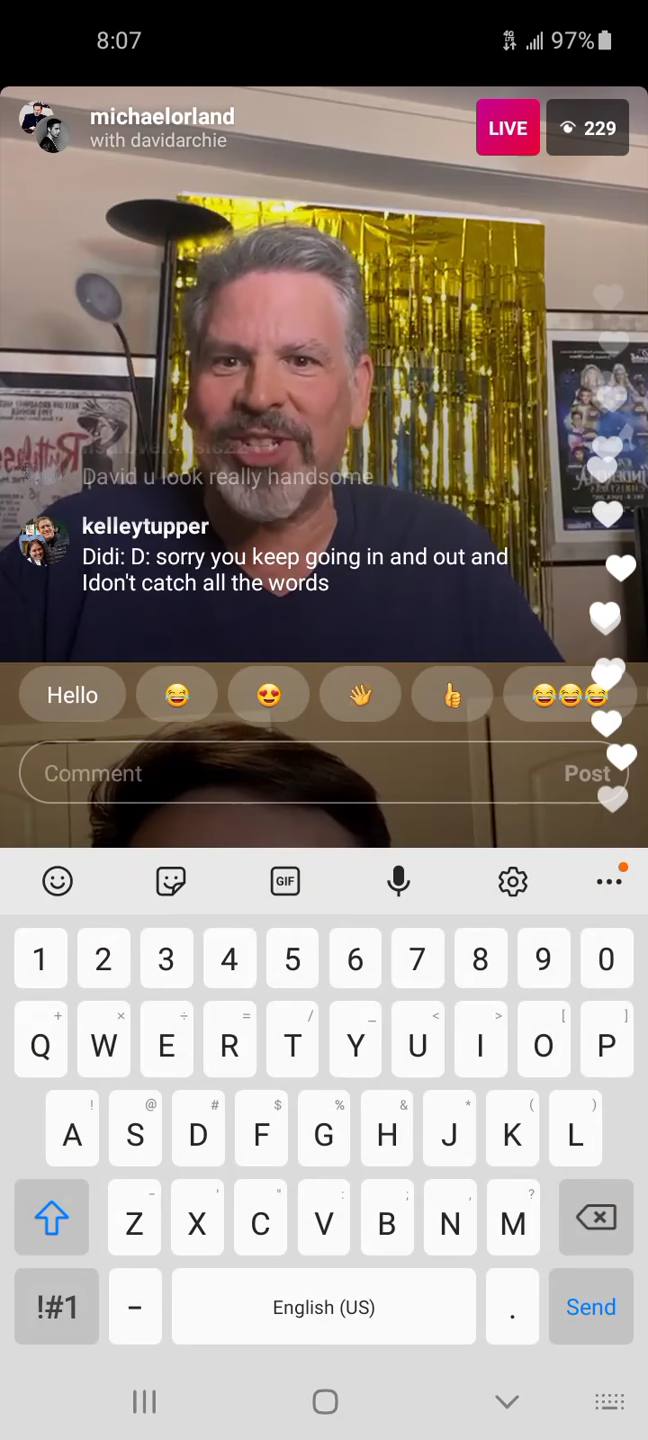 8:07
97%
michaelorland
with davidarchie
LIVE
229
David u look really handsome
kelleytupper
Didi: D: sorry you keep going in and out and
Idon't catch all the words
Hello
Comment
Post
GIF
1 2 3 4 5 6 7 8 9 0
+ × ÷ = / _ < > [ ]
Q W E R T Y U I O P
! @ # $ % & * ( )
A S D F G H J K L
- ' " : ; , ?
Z X C V B N M
!#1
English (US)
.
Send